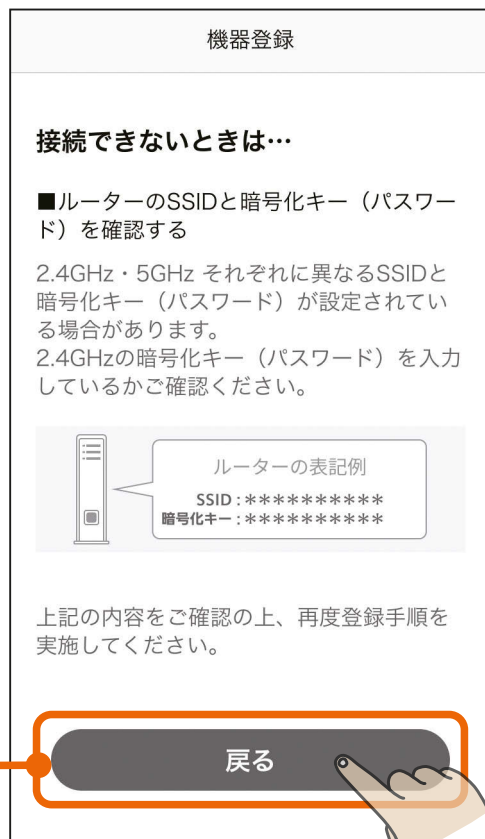 機器登録
接続できないときは…
■ルーターのSSIDと暗号化キー（パスワー
ド）を確認する
2.4GHz・5GHz それぞれに異なるSSIDと
暗号化キー（パスワード）が設定されてい
る場合があります。
2.4GHzの暗号化キー（パスワード）を入力
しているかご確認ください。
ルーターの表記例
SSID:**********
暗号化キー:**********
上記の内容をご確認の上、再度登録手順を
実施してください。
戻る